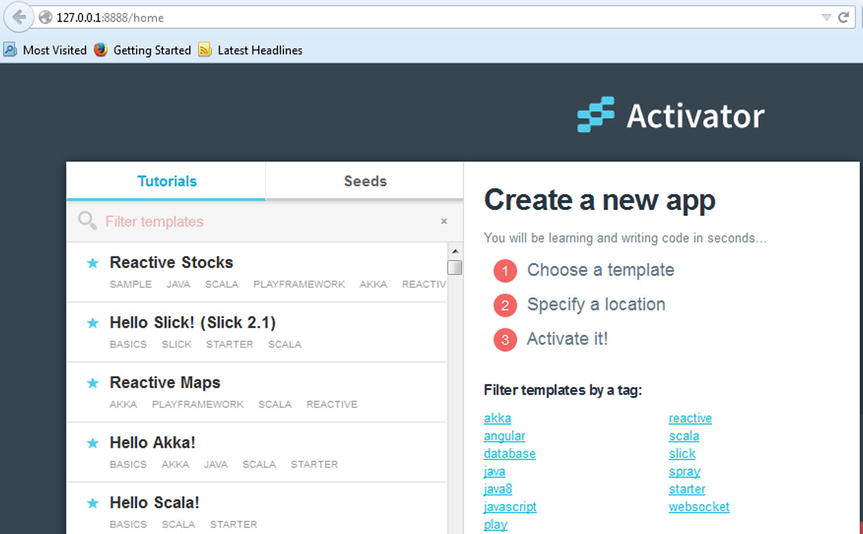 127.0.0.1:8888/home
Most Visited Getting Started Latest Headlines
Activator
Tutorials Seeds
Filter templates ×
Reactive Stocks
SAMPLE JAVA SCALA PLAYFRAMEWORK AKKA REACTIV
Hello Slick! (Slick 2.1)
BASICS SLICK STARTER SCALA
Reactive Maps
AKKA PLAYFRAMEWORK SCALA REACTIVE
Hello Akka!
BASICS AKKA JAVA SCALA STARTER
Hello Scala!
BASICS SCALA STARTER
Create a new app
You will be learning and writing code in seconds...
1 Choose a template
2 Specify a location
3 Activate it!
Filter templates by a tag:
akka
angular
database
java
java8
javascript
play
reactive
scala
slick
spray
starter
websocket